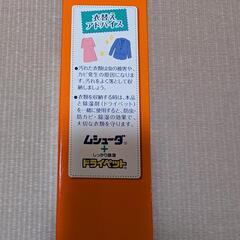 衣替え
アドバイス
●汚れた衣類は虫の被害や、
カビ発生の原因になりま
す。汚れをよく落として収
納しましょう。
●衣類を収納する時は、本品
と除湿剤(ドライペット)
を一緒に使用すると、防虫・
防カビ・除湿の効果で、大
切な衣類を守ります。
ムシューダ
+
しっかり除湿
ドライペット